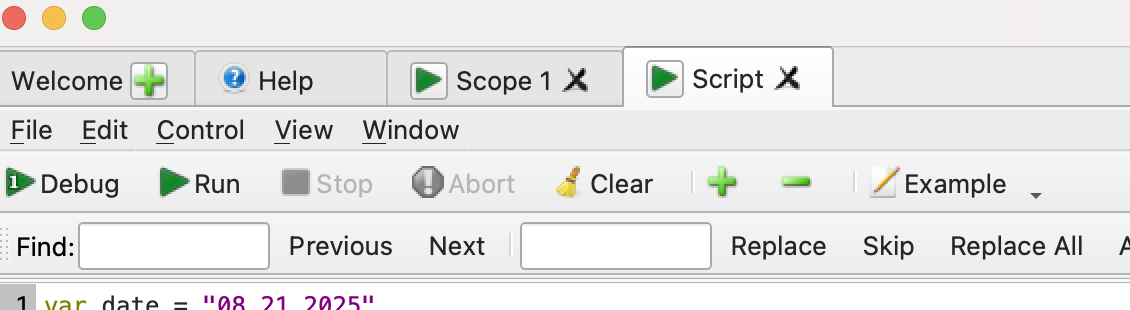 Welcome Help Scope 1 Script
File Edit Control View Window
1 Debug Run Stop Abort Clear Example
Find: Previous Next Replace Skip Replace All A
1 var date = "08 21 2025"